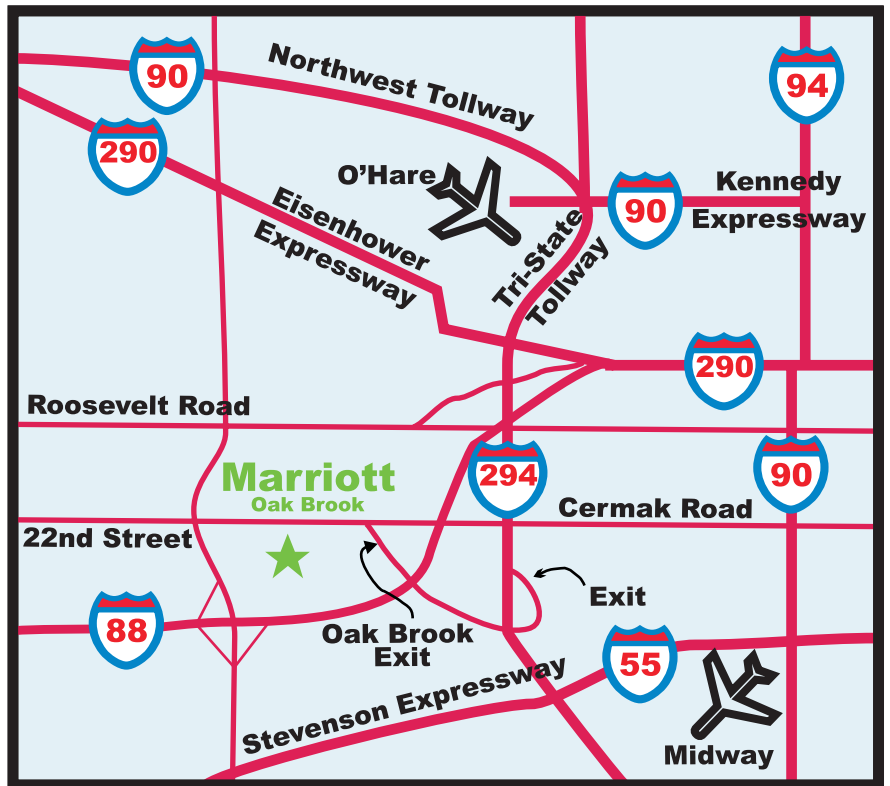 90
Northwest Tollway
94
290
O'Hare
Kennedy
90
Expressway
Eisenhower
Expressway
Tri-State
Tollway
290
Roosevelt Road
Marriott
Oak Brook
294
90
Cermak Road
22nd Street
Exit
88
Oak Brook
Exit
55
Stevenson Expressway
Midway